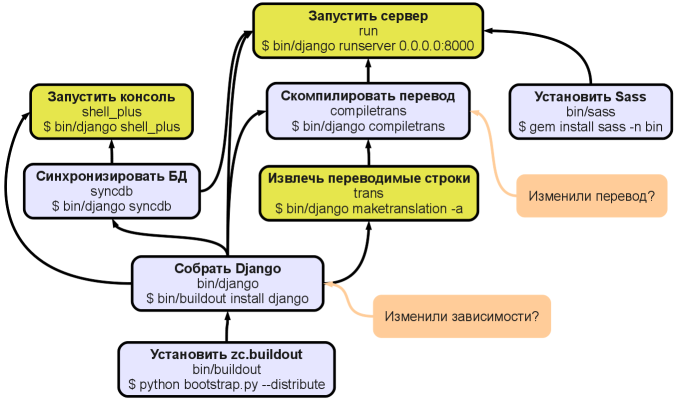 Запустить сервер
run
$ bin/django runserver 0.0.0.0:8000
Запустить консоль
shell_plus
$ bin/django shell_plus
Скомпилировать перевод
compiletrans
$ bin/django compiletrans
Установить Sass
bin/sass
$ gem install sass -n bin
Синхронизировать БД
syncdb
$ bin/django syncdb
Извлечь переводимые строки
trans
$ bin/django maketranslation -a
Изменили перевод?
Собрать Django
bin/django
$ bin/buildout install django
Изменили зависимости?
Установить zc.buildout
bin/buildout
$ python bootstrap.py --distribute